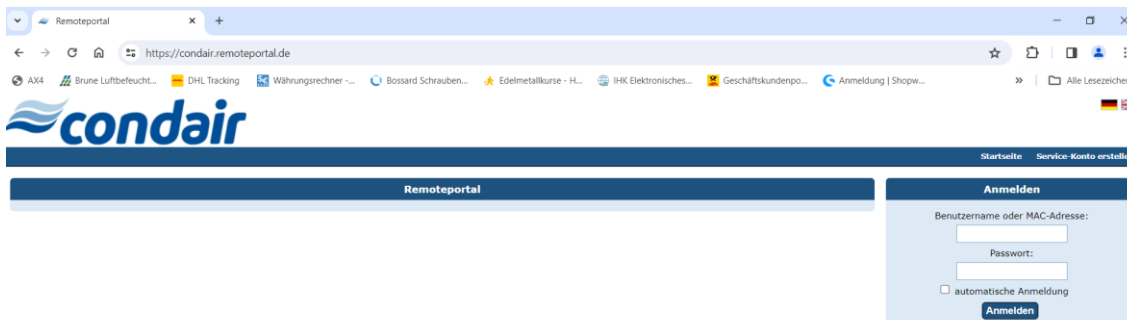 Remoteportal
https://condair.remoteportal.de
AX4 Brune Luftbefeucht... DHL Tracking Währungsrechner -... Bossard Schrauben... Edelmetallkurse - H... IHK Elektronisches... Geschäftskundenpo... Anmeldung | Shopw... » Alle Lesezeichen
condair
Startseite Service-Konto erstelle
Remoteportal
Anmelden
Benutzername oder MAC-Adresse:
Passwort:
automatische Anmeldung
Anmelden